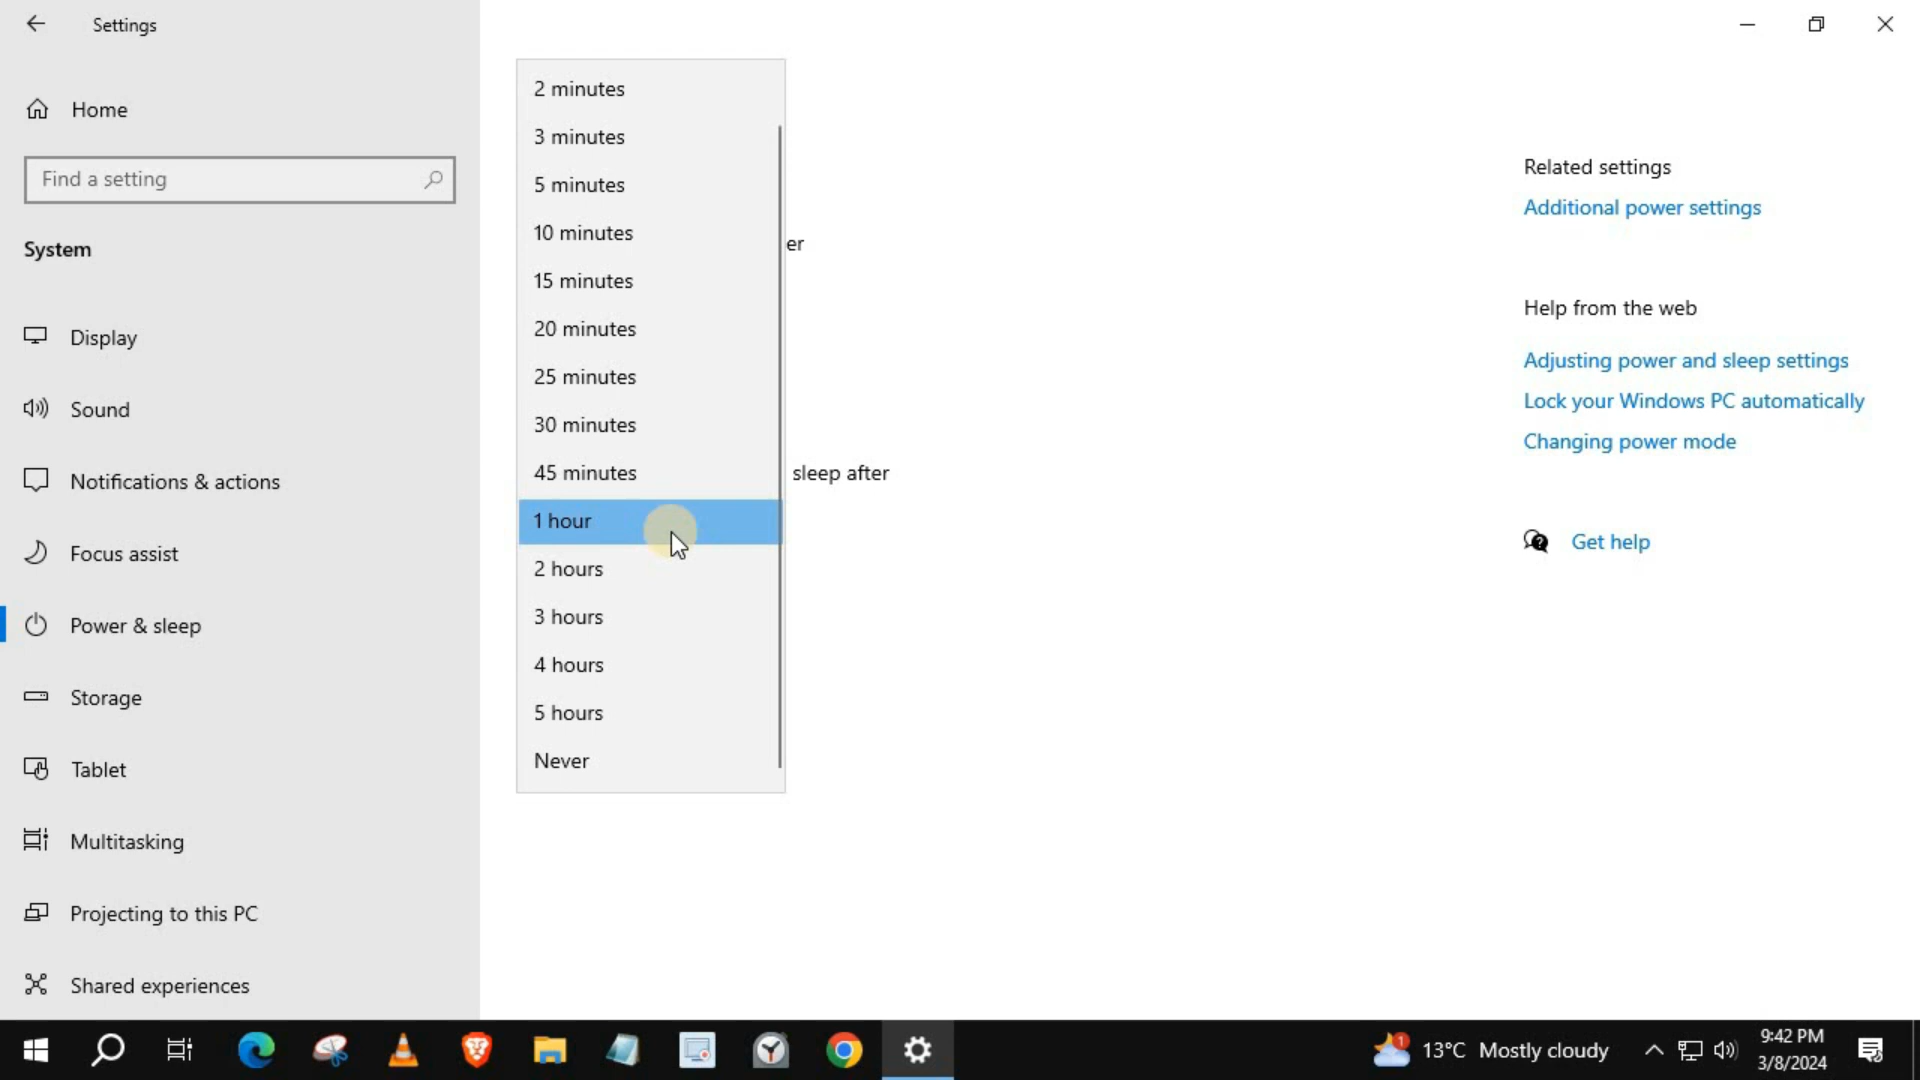 Settings
Home
Find a setting
System
Display
Sound
Notifications & actions
Focus assist
Power & sleep
Storage
Tablet
Multitasking
Projecting to this PC
Shared experiences
2 minutes
3 minutes
5 minutes
10 minutes
er
15 minutes
20 minutes
25 minutes
30 minutes
45 minutes
sleep after
1 hour
2 hours
3 hours
4 hours
5 hours
Never
Related settings
Additional power settings
Help from the web
Adjusting power and sleep settings
Lock your Windows PC automatically
Changing power mode
Get help
1
13°C Mostly cloudy
9:42 PM
3/8/2024